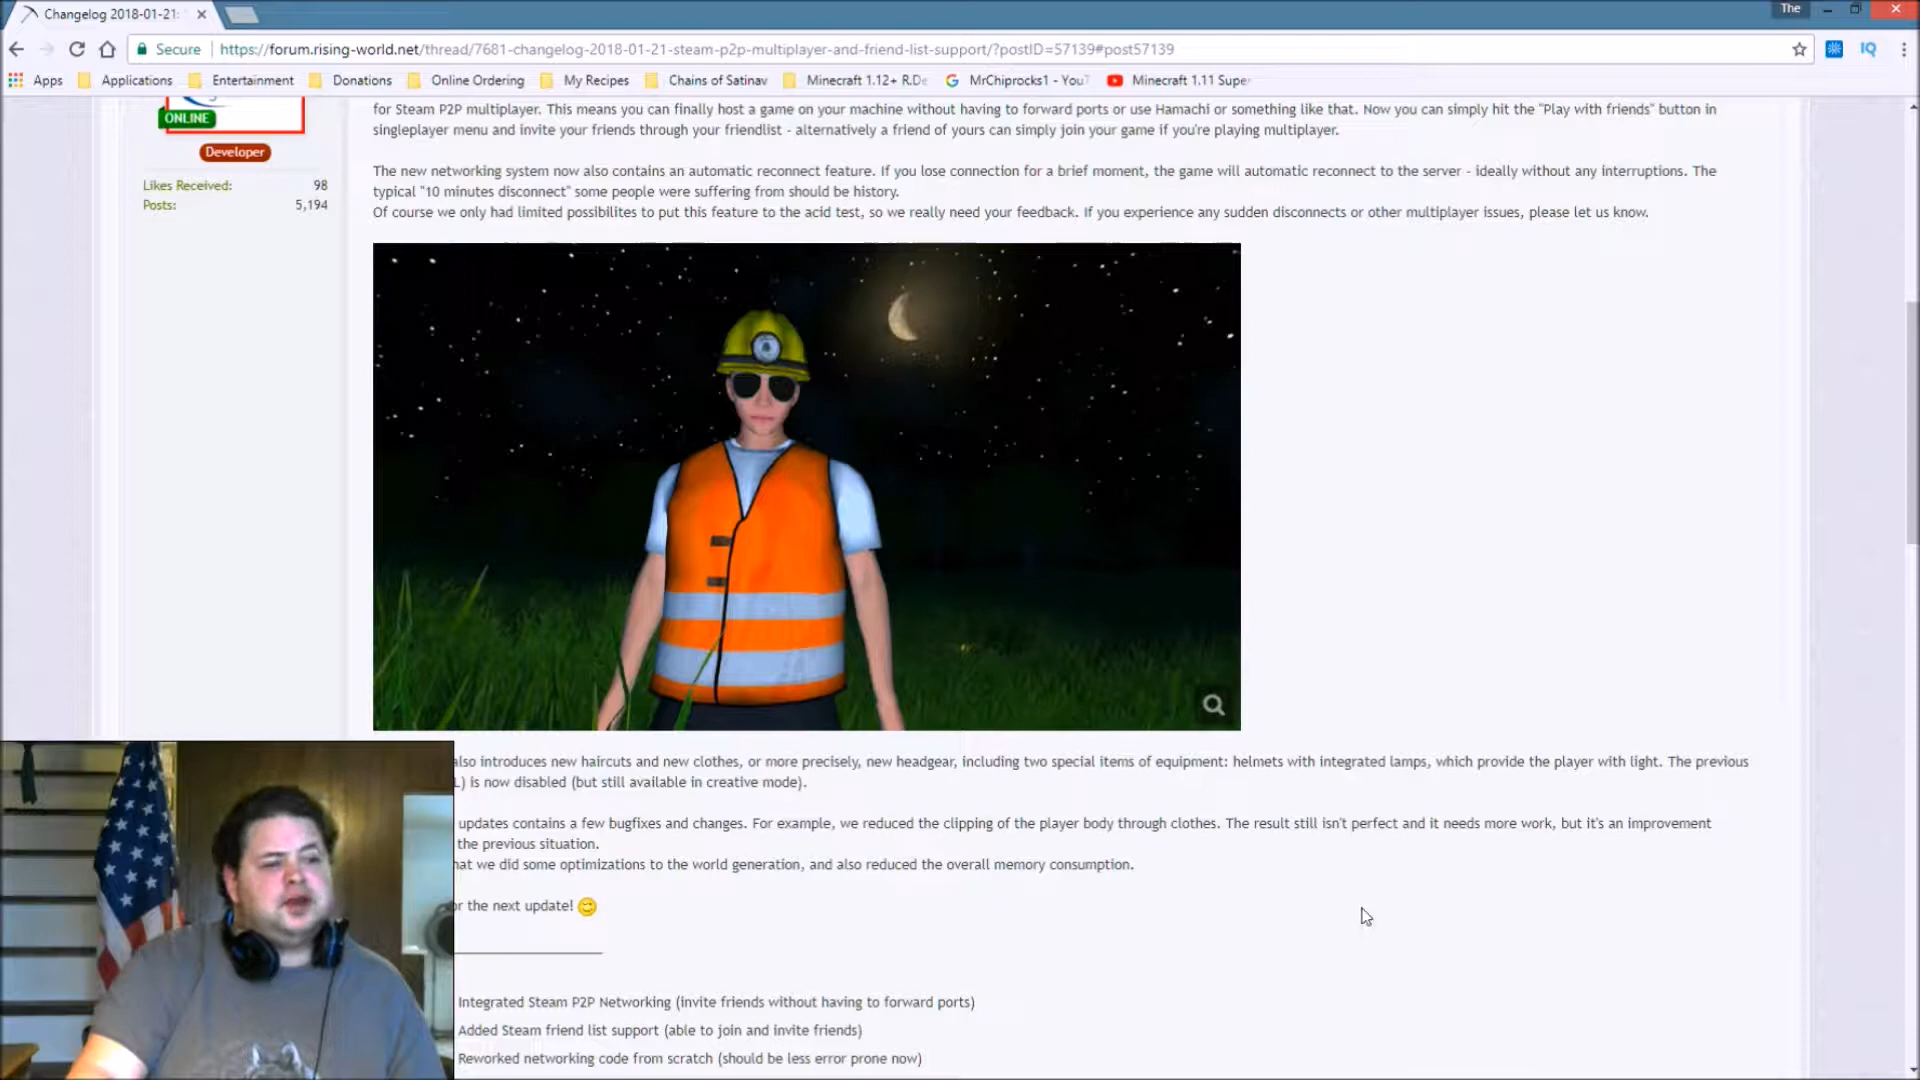 Changelog 2018-01-21:
The
Secure
https://forum.rising-world.net/thread/7681-changelog-2018-01-21-steam-p2p-multiplayer-and-friend-list-support/?postID=57139#post57139
IQ
Apps
Applications
Entertainment
Donations
Online Ordering
My Recipes
Chains of Satinav
Minecraft 1.12+ R.De
MrChiprocks1 - YouT
Minecraft 1.11 Supe
ONLINE
Developer
Likes Received: 98
Posts: 5,194
for Steam P2P multiplayer. This means you can finally host a game on your machine without having to forward ports or use Hamachi or something like that. Now you can simply hit the "Play with friends" button in
singleplayer menu and invite your friends through your friendlist - alternatively a friend of yours can simply join your game if you're playing multiplayer.
The new networking system now also contains an automatic reconnect feature. If you lose connection for a brief moment, the game will automatic reconnect to the server - ideally without any interruptions. The
typical "10 minutes disconnect" some people were suffering from should be history.
Of course we only had limited possibilites to put this feature to the acid test, so we really need your feedback. If you experience any sudden disconnects or other multiplayer issues, please let us know.
also introduces new haircuts and new clothes, or more precisely, new headgear, including two special items of equipment: helmets with integrated lamps, which provide the player with light. The previous
L) is now disabled (but still available in creative mode).
updates contains a few bugfixes and changes. For example, we reduced the clipping of the player body through clothes. The result still isn't perfect and it needs more work, but it's an improvement
the previous situation.
hat we did some optimizations to the world generation, and also reduced the overall memory consumption.
or the next update!
Integrated Steam P2P Networking (invite friends without having to forward ports)
Added Steam friend list support (able to join and invite friends)
Reworked networking code from scratch (should be less error prone now)